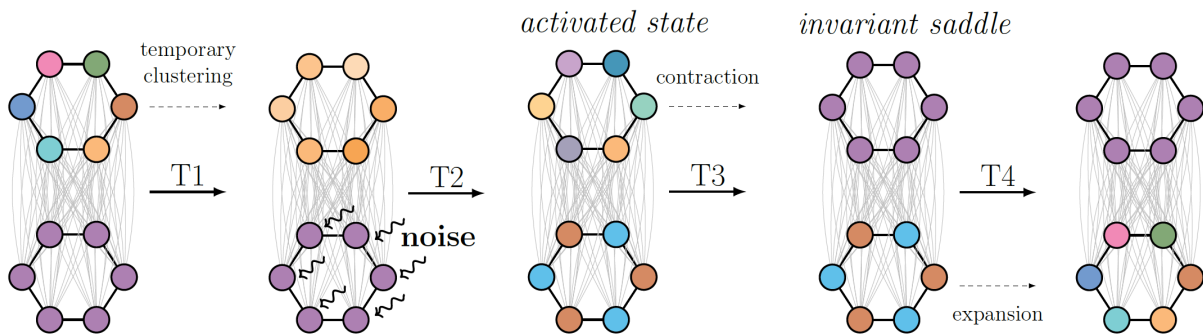 activated state
invariant saddle
temporary
clustering
contraction
T1
T2
T3
T4
noise
expansion